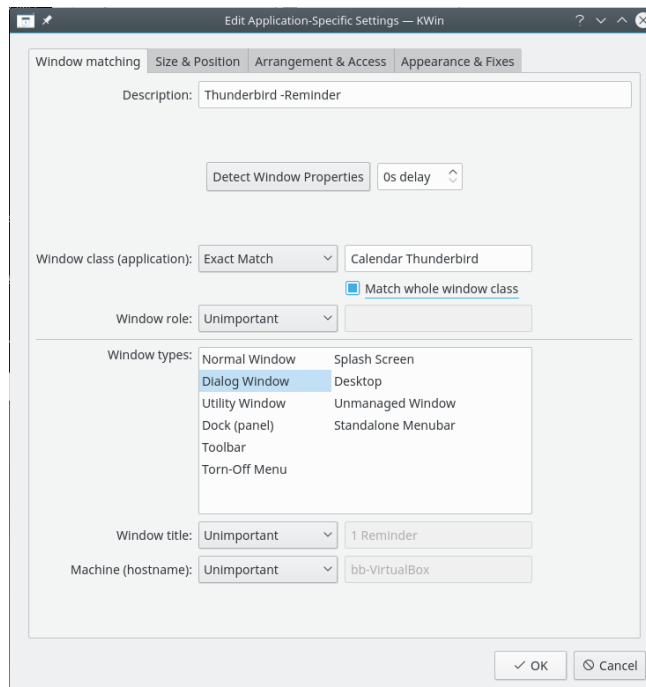 Edit Application-Specific Settings — KWin
Window matching Size & Position Arrangement & Access Appearance & Fixes
Description: Thunderbird -Reminder
Detect Window Properties 0s delay
Window class (application): Exact Match Calendar Thunderbird
Match whole window class
Window role: Unimportant
Window types: Normal Window Splash Screen
Dialog Window Desktop
Utility Window Unmanaged Window
Dock (panel) Standalone Menubar
Toolbar
Torn-Off Menu
Window title: Unimportant 1 Reminder
Machine (hostname): Unimportant bb-VirtualBox
OK Cancel